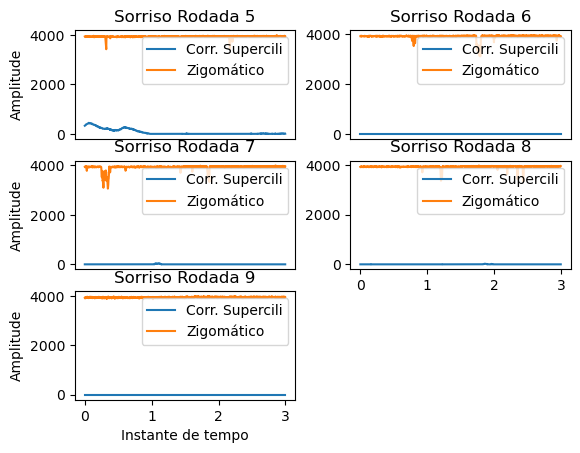 Sorriso Rodada 5
4000
2000
0
Amplitude
Corr. Supercili
Zigomático
Sorriso Rodada 6
4000
2000
0
Corr. Supercili
Zigomático
Sorriso Rodada 7
4000
2000
0
Amplitude
Corr. Supercili
Zigomático
Sorriso Rodada 8
4000
2000
0
Corr. Supercili
Zigomático
0 1 2 3
Sorriso Rodada 9
4000
2000
0
Amplitude
Corr. Supercili
Zigomático
0 1 2 3
Instante de tempo